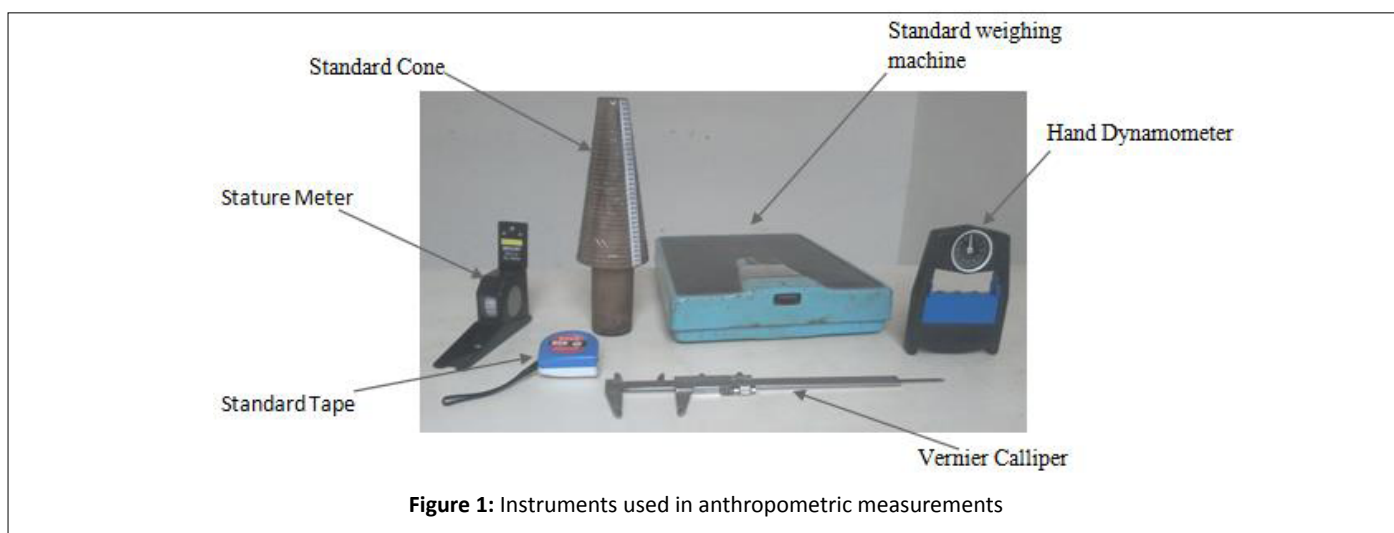 Standard weighing
machine
Standard Cone
Hand Dynamometer
Stature Meter
Standard Tape
Vernier Calliper
Figure 1: Instruments used in anthropometric measurements